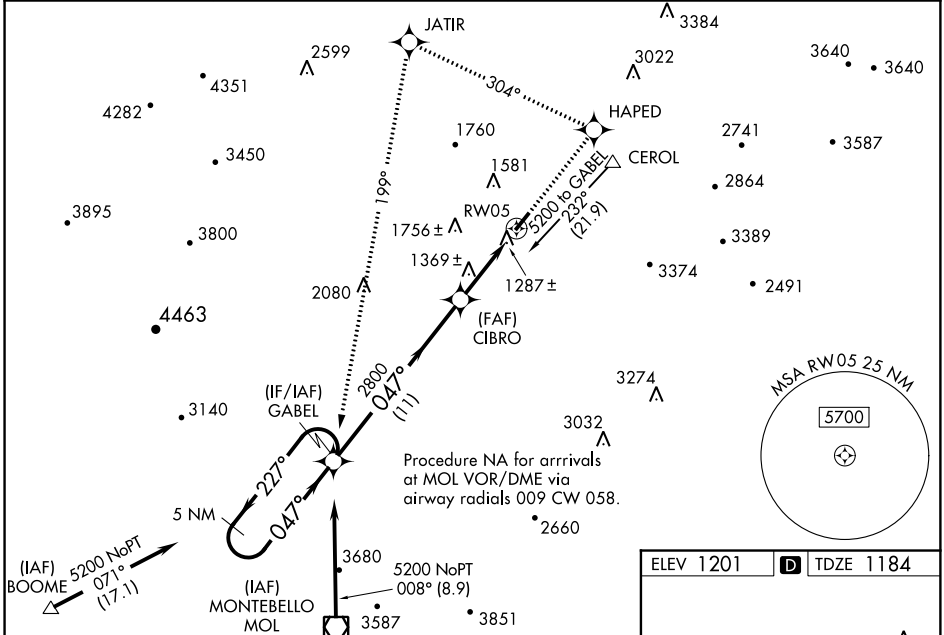 3384
JATIR
2599
3022
3640
3640
4351
304°
4282
HAPED
1760
2741
3587
3450
1581
CEROL
199°
2864
5200 to GABEL
232°
(21.9)
RW05
3895
1756 ±
3800
3389
1369 ±
3374
1287 ±
2491
2080
4463
(FAF)
CIBRO
2800
047°
(11)
MSA RW05 25 NM
5700
(IF/IAF)
GABEL
3274
3140
3032
Procedure NA for arrrivals
at MOL VOR/DME via
airway radials 009 CW 058.
227°
047°
5 NM
2660
(IAF)
BOOME
5200 NoPT
071°
(17.1)
3680
5200 NoPT
008° (8.9)
(IAF)
MONTEBELLO
MOL
3587
3851
ELEV 1201
D
TDZE 1184